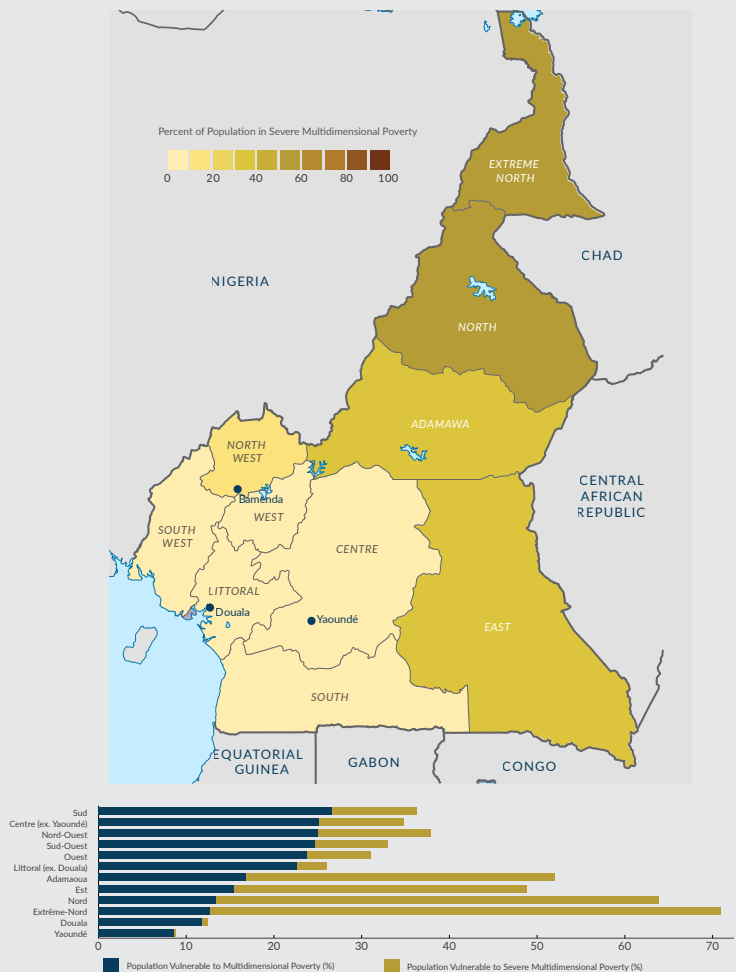 Percent of Population in Severe Multidimensional Poverty
0 20 40 60 80 100
EXTREME
NORTH
CHAD
NIGERIA
NORTH
ADAMAWA
NORTH
WEST
CENTRAL
AFRICAN
REPUBLIC
Bamenda
WEST
SOUTH
WEST
CENTRE
LITTORAL
Douala
Yaoundé
EAST
SOUTH
EQUATORIAL
GUINEA
GABON
CONGO
Sud
Centre (ex. Yaoundé)
Nord-Ouest
Sud-Ouest
Ouest
Littoral (ex. Douala)
Adamaoua
Est
Nord
Extrême-Nord
Douala
Yaoundé
0 10 20 30 40 50 60 70
Population Vulnerable to Multidimensional Poverty (%)
Population Vulnerable to Severe Multidimensional Poverty (%)